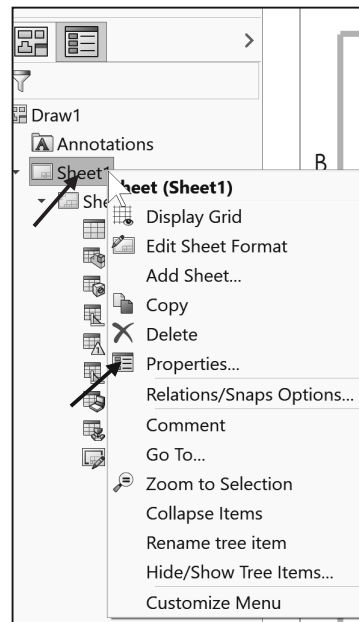 Draw1
Annotations
A
B
Sheet1
heet (Sheet1)
She
Display Grid
Edit Sheet Format
Add Sheet...
Copy
Delete
Properties...
Relations/Snaps Options...
Comment
Go To...
Zoom to Selection
Collapse Items
Rename tree item
Hide/Show Tree Items...
Customize Menu